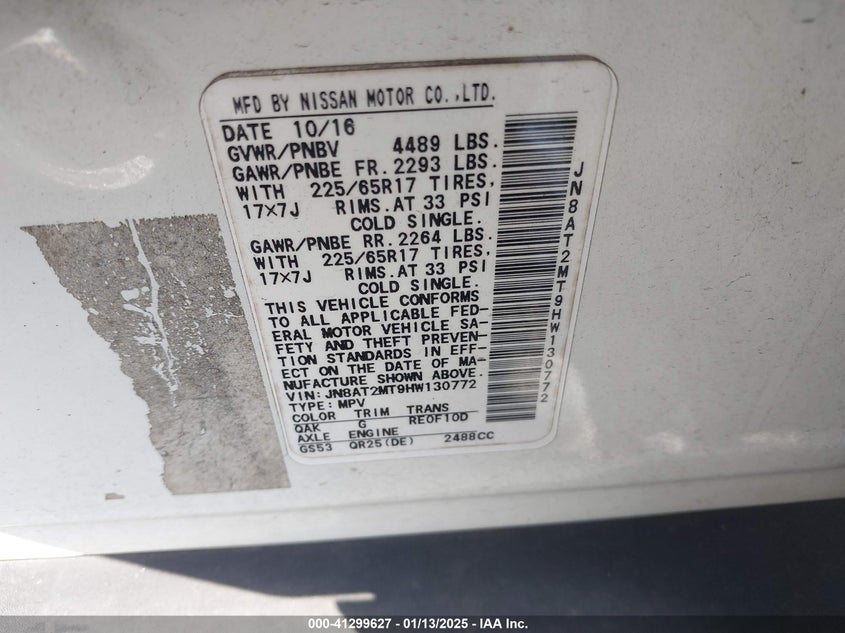 MFD BY NISSAN MOTOR CO.,LTD.
DATE 10/16
GVWR/PNBV 4489 LBS.
GAWR/PNBE FR. 2293 LBS.
WITH 225/65R17 TIRES,
17×7J RIMS.AT 33 PSI
COLD SINGLE.
GAWR/PNBE RR. 2264 LBS.
WITH 225/65R17 TIRES,
17×7J RIMS.AT 33 PSI
COLD SINGLE.
THIS VEHICLE CONFORMS
TO ALL APPLICABLE FED-
ERAL MOTOR VEHICLE SA-
FETY AND THEFT PREVEN-
TION STANDARDS IN EFF-
ECT ON THE DATE OF MA-
NUFACTURE SHOWN ABOVE.
VIN: JN8AT2MT9HW130772
TYPE: MPV
COLOR TRIM TRANS
QAK G RE0F10D
AXLE ENGINE
GS53 QR25(DE) 2488CC
JN8AT2MT9HW130772
000-41299627 - 01/13/2025 - IAA Inc.